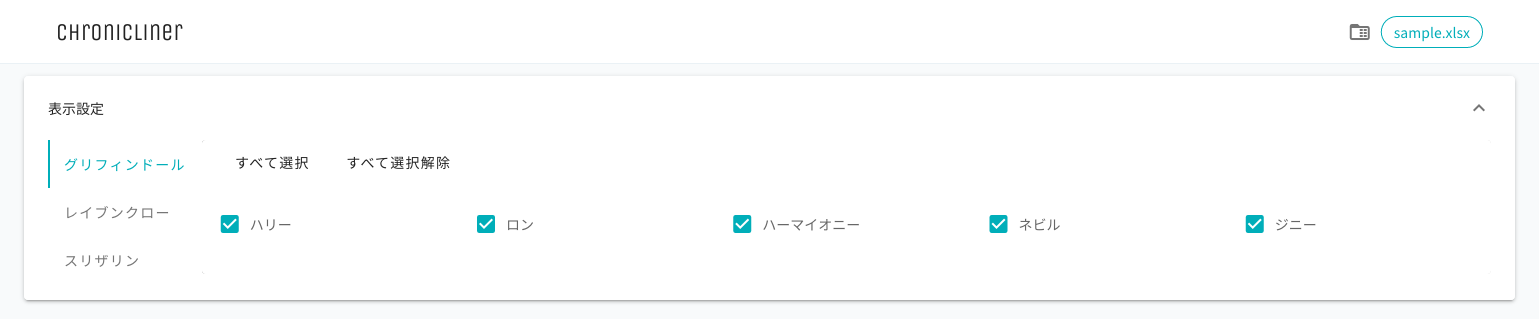 CHRONICLINER
sample.xlsx
表示設定
グリフィンドール
すべて選択 すべて選択解除
レイブンクロー
ハリー ロン ハーマイオニー ネビル ジニー
スリザリン